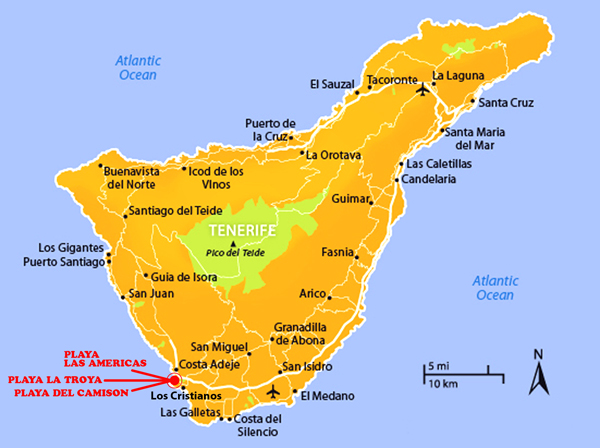 Atlantic
Ocean
El Sauzal
Tacoronte
La Laguna
Santa Cruz
Puerto de
la Cruz
Santa Maria
del Mar
La Orotava
Las Caletillas
Candelaria
Buenavista
del Norte
Icod de los
VInos
Guimar
Santiago del Teide
TENERIFE
Pico del Teide
Los Gigantes
Puerto Santiago
Fasnia
Guia de Isora
Atlantic
Ocean
San Juan
Arico
Granadilla
de Abona
San Miguel
PLAYA
LAS AMERICAS
Costa Adeje
San Isidro
PLAYA LA TROYA
PLAYA DEL CAMISON
Los Cristianos
El Medano
Las Galletas
Costa del
Silencio
5 mi
10 km
N